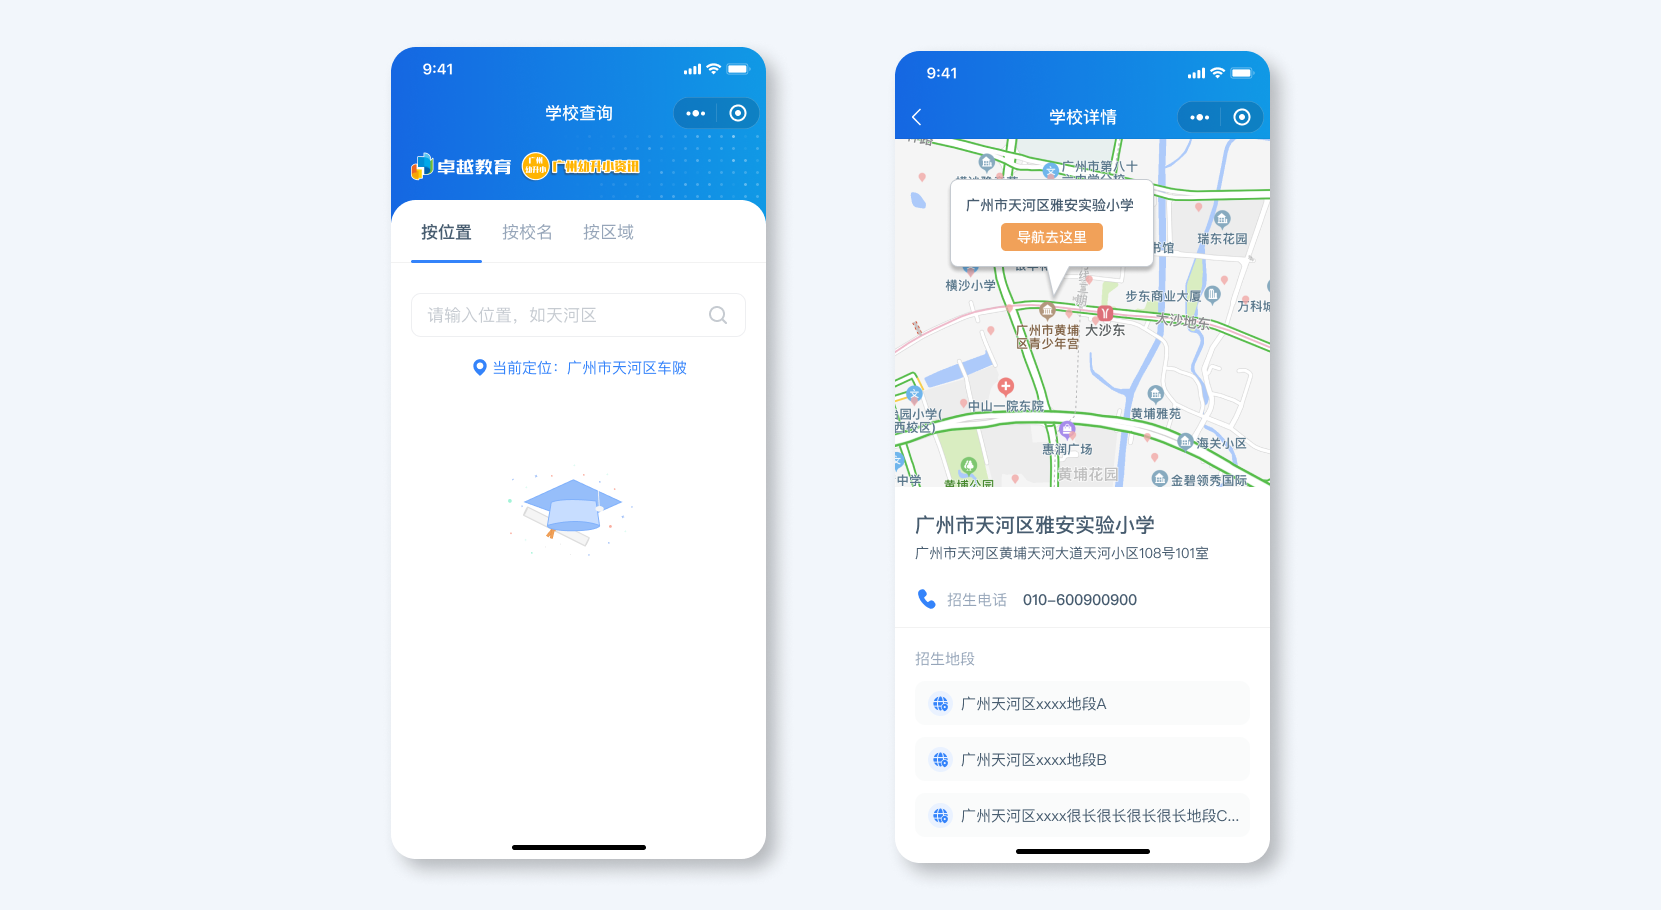 9:41
学校查询
卓越教育
广州
幼升小
广州幼升小资讯
按位置
按校名
按区域
请输入位置，如天河区
当前定位：广州市天河区车陂
9:41
学校详情
广州市第八十
广州市天河区雅安实验小学
导航去这里
书馆
瑞东花园
横沙小学
步东商业大厦
万科城
大沙地东
广州市黄埔
区青少年宫
大沙东
中山一院东院
园小学(
西校区)
黄埔雅苑
惠润广场
海关小区
黄埔花园
中学
黄埔公园
金碧领秀国际
广州市天河区雅安实验小学
广州市天河区黄埔天河大道天河小区108号101室
招生电话
010-600900900
招生地段
广州天河区xxxx地段A
广州天河区xxxx地段B
广州天河区xxxx很长很长很长很长地段C...